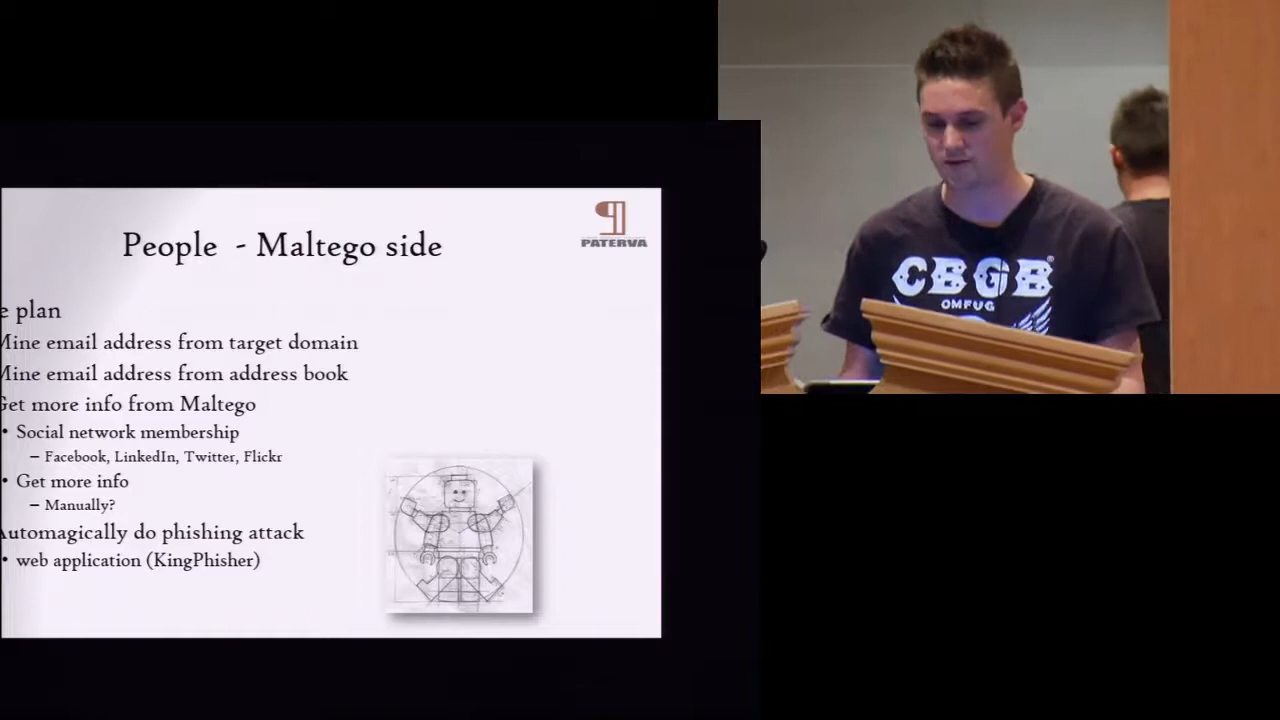 People - Maltego side
PATERVA
e plan
Mine email address from target domain
Mine email address from address book
Get more info from Maltego
• Social network membership
– Facebook, LinkedIn, Twitter, Flickr
• Get more info
– Manually?
Automagically do phishing attack
• web application (KingPhisher)
CBGB®
OMFUG